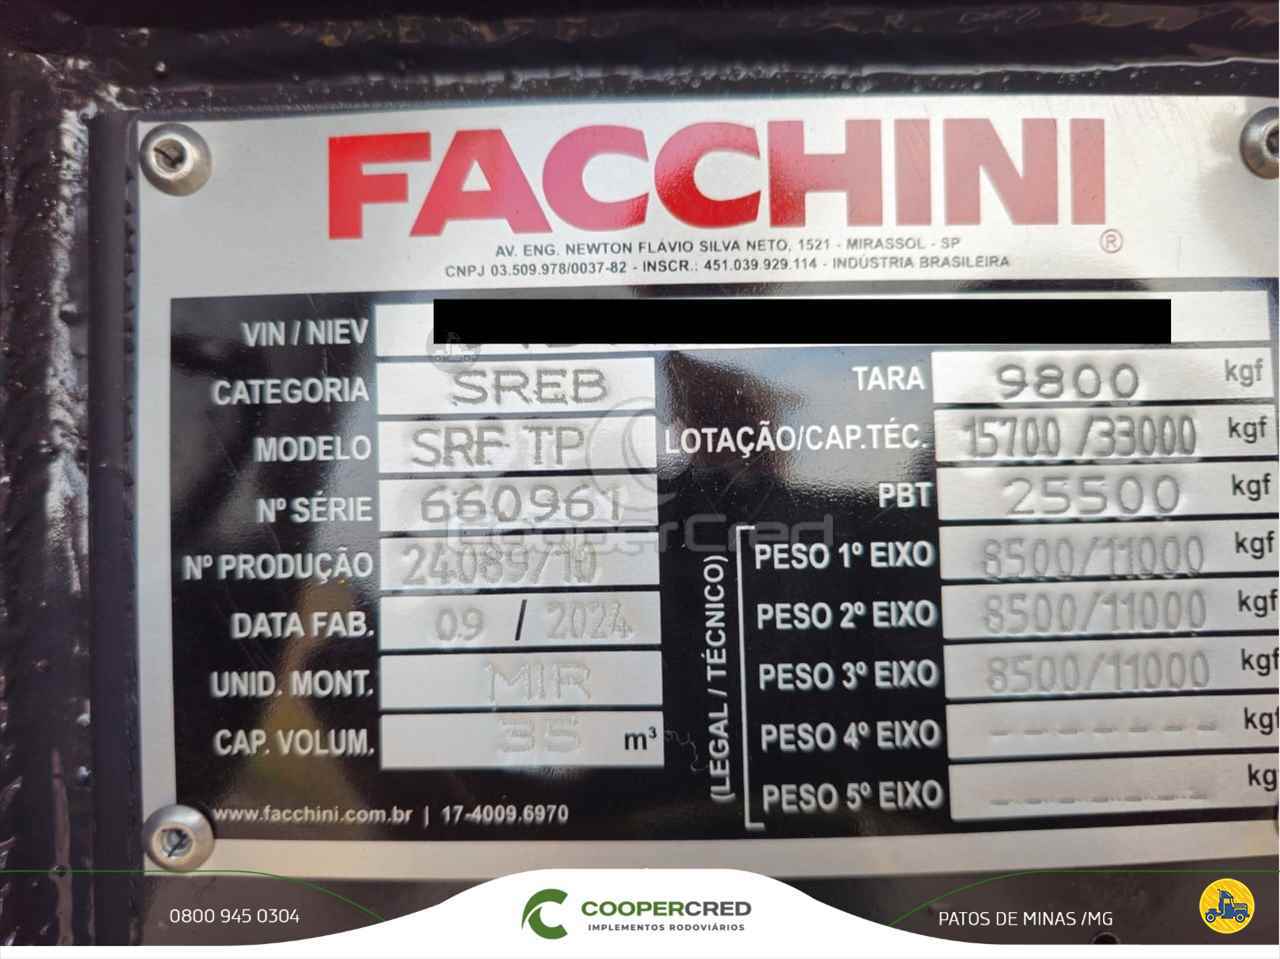 FACCHINI
®
AV. ENG. NEWTON FLÁVIO SILVA NETO, 1521 - MIRASSOL - SP
CNPJ 03.509.978/0037-82 - INSCR.: 451.039.929.114 - INDÚSTRIA BRASILEIRA
VIN / NIEV
CATEGORIA SREB
MODELO SRF TP
Nº SÉRIE 660961
Nº PRODUÇÃO 24089/10
DATA FAB. 09 / 2024
UNID. MONT. MIR
CAP. VOLUM. 35 m³
www.facchini.com.br | 17-4009.6970
TARA 9800 kgf
LOTAÇÃO/CAP.TÉC. 15700 /33000 kgf
PBT 25500 kgf
(LEGAL / TÉCNICO)
PESO 1º EIXO 8500/11000 kgf
PESO 2º EIXO 8500/11000 kgf
PESO 3º EIXO 8500/11000 kgf
PESO 4º EIXO ------- kgf
PESO 5º EIXO ------- kg
CooperCred
0800 945 0304
COOPERCRED
IMPLEMENTOS RODOVIÁRIOS
PATOS DE MINAS /MG